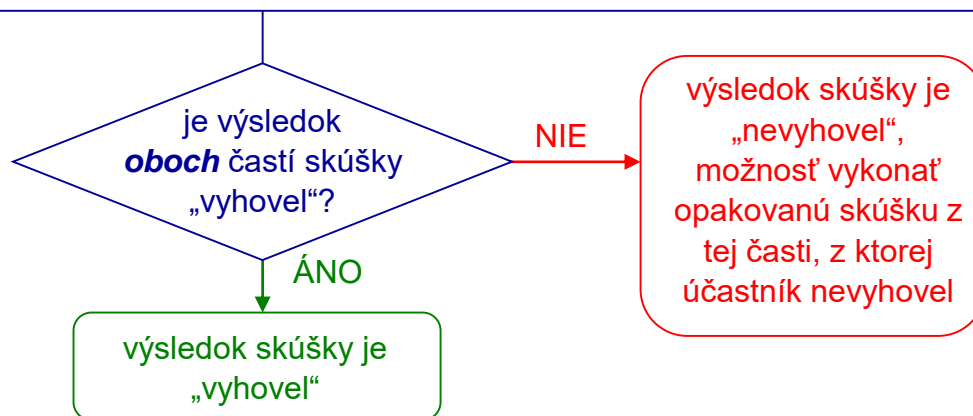 je výsledok
oboch častí skúšky
„vyhovel“?
NIE
výsledok skúšky je
„nevyhovel“,
možnosť vykonať
opakovanú skúšku z
tej časti, z ktorej
účastník nevyhovel
ÁNO
výsledok skúšky je
„vyhovel“